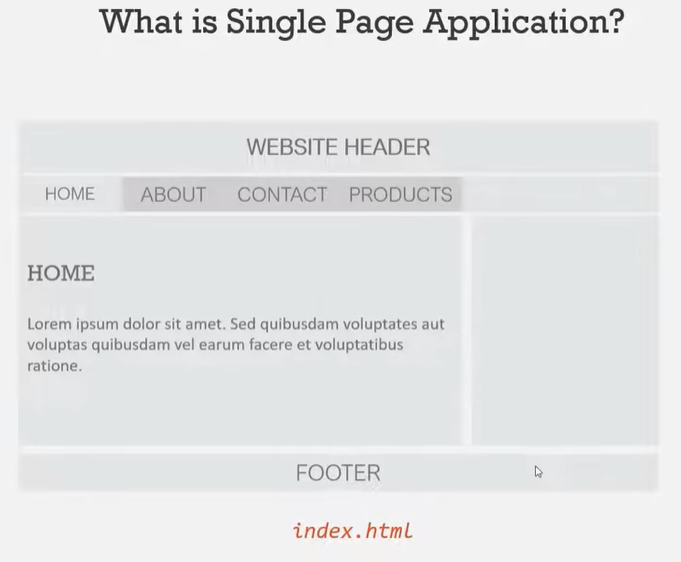 What is Single Page Application?
WEBSITE HEADER
HOME ABOUT CONTACT PRODUCTS
HOME
Lorem ipsum dolor sit amet. Sed quibusdam voluptates aut
voluptas quibusdam vel earum facere et voluptatibus
ratione.
FOOTER
index.html